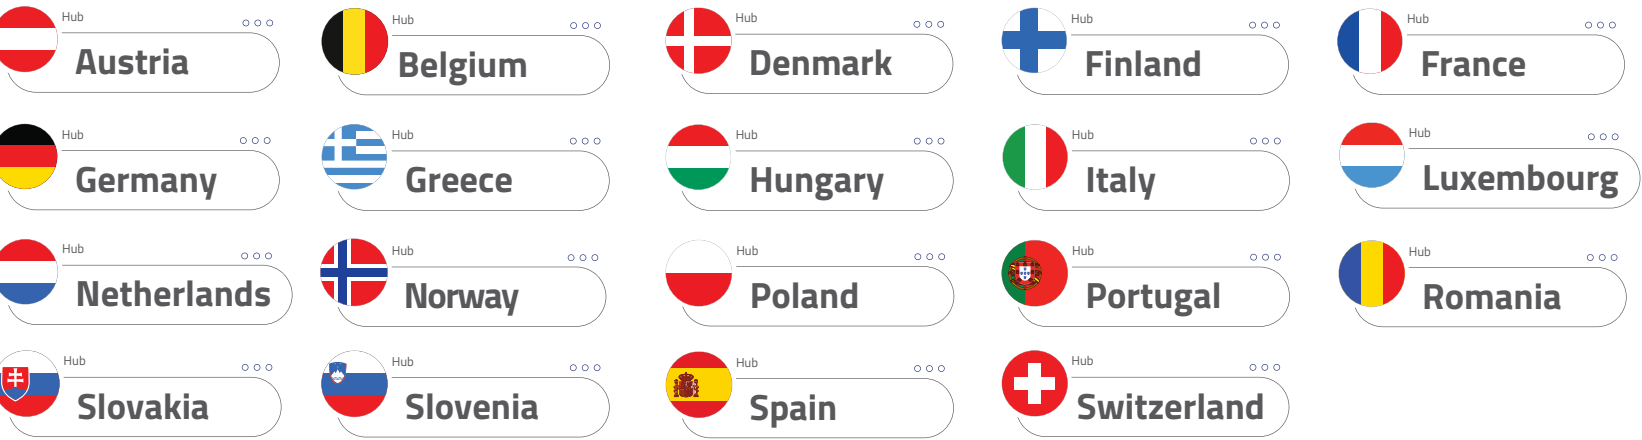 Hub
Austria
Hub
Belgium
Hub
Denmark
Hub
Finland
Hub
France
Hub
Germany
Hub
Greece
Hub
Hungary
Hub
Italy
Hub
Luxembourg
Hub
Netherlands
Hub
Norway
Hub
Poland
Hub
Portugal
Hub
Romania
Hub
Slovakia
Hub
Slovenia
Hub
Spain
Hub
Switzerland